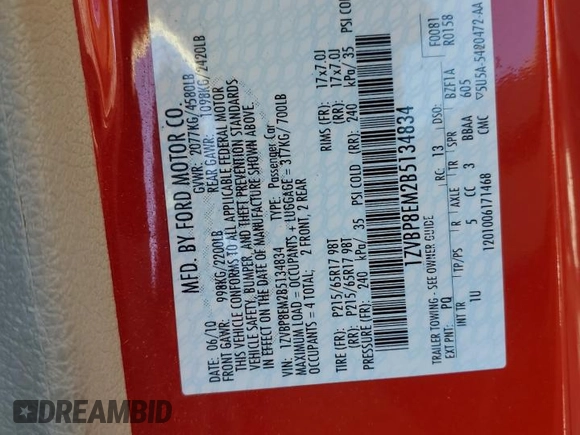 MFD. BY FORD MOTOR CO.
DATE: 06/10 GVWR: 2077KG/4580LB
FRONT GAWR: 998KG/2200LB REAR GAWR: 1098KG/2420LB
THIS VEHICLE CONFORMS TO ALL APPLICABLE FEDERAL MOTOR
VEHICLE SAFETY, BUMPER, AND THEFT PREVENTION STANDARDS
IN EFFECT ON THE DATE OF MANUFACTURE SHOWN ABOVE
VIN: 1ZVBP8EM2B5134834 TYPE: Passenger Car
MAXIMUM LOAD = OCCUPANTS + LUGGAGE = 317KG/ 700LB
OCCUPANTS = 4 TOTAL: 2 FRONT, 2 REAR
TIRE (FR): P215/65R17 98T RIMS (FR): 17x7.0J
(RR): P215/65R17 98T (RR): 17x7.0J
PRESSURE (FR): 240 kPa/ 35 PSI COLD (RR): 240 kPa/ 35 PSI COLD
1ZVBP8EM2B5134834
F0081
R0158
TRAILER TOWING - SEE OWNER GUIDE
EXT PNT: PQ RC: 13 DSO:
INT TR TP/PS R AXLE TR SPR BZF1A
TU 5 CC 3 BBAA 605
1201006171468 CMC ▽5U5A-5420472-AA
DREAMBID